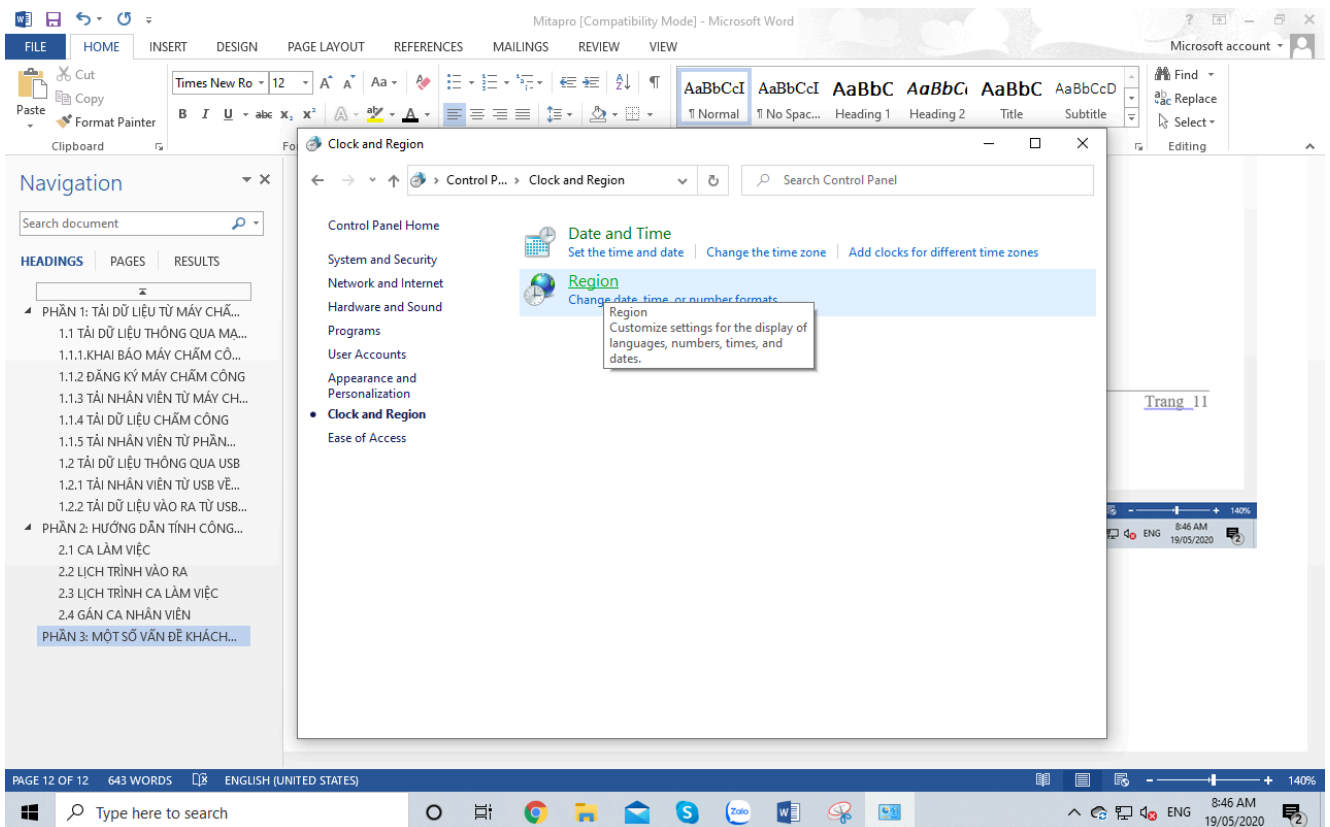 Mitapro [Compatibility Mode] - Microsoft Word
FILE HOME INSERT DESIGN PAGE LAYOUT REFERENCES MAILINGS REVIEW VIEW Microsoft account
Paste
Cut
Copy
Format Painter
Clipboard
Times New Ro 12
AaBbCcI AaBbCcI AaBbC AaBbC AaBbC AaBbCcD
¶ Normal ¶ No Spac... Heading 1 Heading 2 Title Subtitle
Find
Replace
Select
Editing
Navigation
Search document
HEADINGS PAGES RESULTS
PHẦN 1: TẢI DỮ LIỆU TỪ MÁY CHẤ...
1.1 TẢI DỮ LIỆU THÔNG QUA MẠ...
1.1.1.KHAI BÁO MÁY CHẤM CÔ...
1.1.2 ĐĂNG KÝ MÁY CHẤM CÔNG
1.1.3 TẢI NHÂN VIÊN TỪ MÁY CH...
1.1.4 TẢI DỮ LIỆU CHẤM CÔNG
1.1.5 TẢI NHÂN VIÊN TỪ PHẦN...
1.2 TẢI DỮ LIỆU THÔNG QUA USB
1.2.1 TẢI NHÂN VIÊN TỪ USB VỀ...
1.2.2 TẢI DỮ LIỆU VÀO RA TỪ USB...
PHẦN 2: HƯỚNG DẪN TÍNH CÔNG...
2.1 CA LÀM VIỆC
2.2 LỊCH TRÌNH VÀO RA
2.3 LỊCH TRÌNH CA LÀM VIỆC
2.4 GÁN CA NHÂN VIÊN
PHẦN 3: MỘT SỐ VẤN ĐỀ KHÁCH...
Clock and Region
Control P... > Clock and Region
Search Control Panel
Control Panel Home
System and Security
Network and Internet
Hardware and Sound
Programs
User Accounts
Appearance and
Personalization
Clock and Region
Ease of Access
Date and Time
Set the time and date Change the time zone Add clocks for different time zones
Region
Change date, time, or number formats
Region
Customize settings for the display of
languages, numbers, times, and
dates.
Trang 11
140%
ENG 8:46 AM
19/05/2020
PAGE 12 OF 12 643 WORDS ENGLISH (UNITED STATES) 140%
Type here to search
Zalo
ENG 8:46 AM
19/05/2020